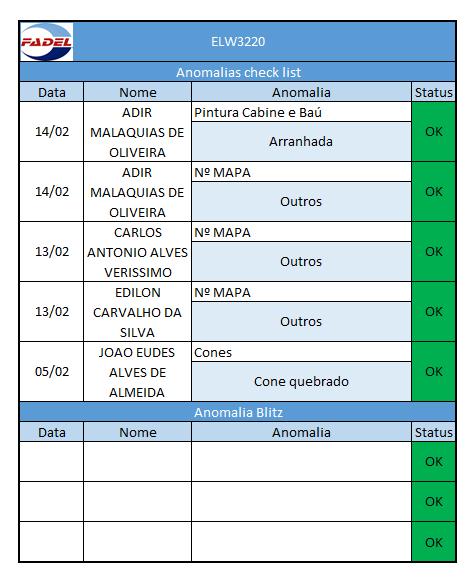 FADEL
ELW3220
Anomalias check list
Data Nome Anomalia Status
14/02
ADIR
MALAQUIAS DE
OLIVEIRA
Pintura Cabine e Baú
Arranhada
OK
14/02
ADIR
MALAQUIAS DE
OLIVEIRA
Nº MAPA
Outros
OK
13/02
CARLOS
ANTONIO ALVES
VERISSIMO
Nº MAPA
Outros
OK
13/02
EDILON
CARVALHO DA
SILVA
Nº MAPA
Outros
OK
05/02
JOAO EUDES
ALVES DE
ALMEIDA
Cones
Cone quebrado
OK
Anomalia Blitz
Data Nome Anomalia Status
OK
OK
OK